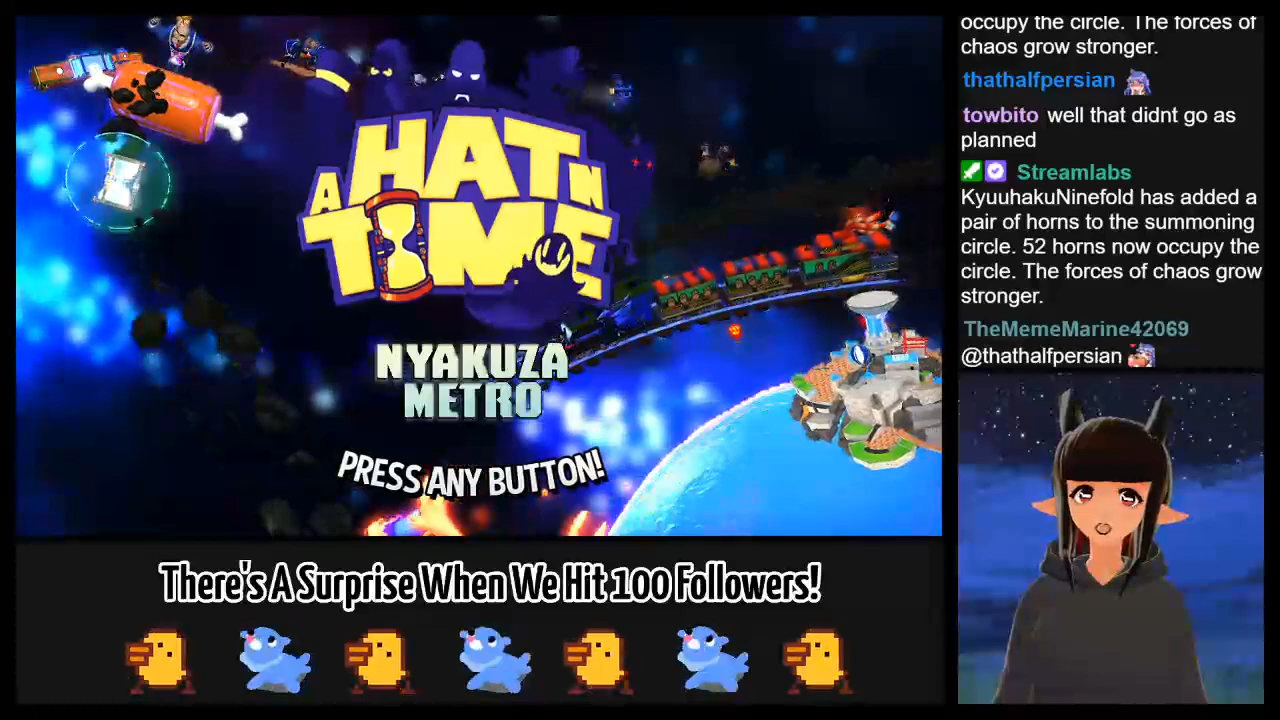 A HAT IN
TIME
NYAKUZA
METRO
PRESS ANY BUTTON!
There's A Surprise When We Hit 100 Followers!
occupy the circle. The forces of
chaos grow stronger.
thathalfpersian
towbito well that didnt go as
planned
Streamlabs
KyuuhakuNinefold has added a
pair of horns to the summoning
circle. 52 horns now occupy the
circle. The forces of chaos grow
stronger.
TheMemeMarine42069
@thathalfpersian